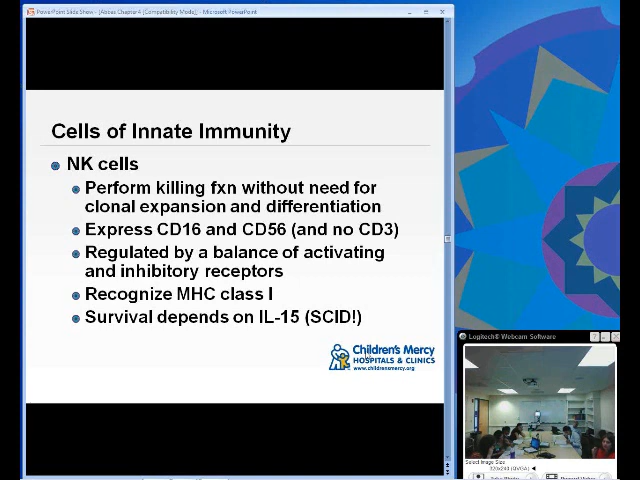 PowerPoint Slide Show - [Abbas Chapter 4 [Compatibility Mode]] - Microsoft PowerPoint
Cells of Innate Immunity
NK cells
Perform killing fxn without need for
clonal expansion and differentiation
Express CD16 and CD56 (and no CD3)
Regulated by a balance of activating
and inhibitory receptors
Recognize MHC class I
Survival depends on IL-15 (SCID!)
Children's Mercy
HOSPITALS & CLINICS
www.childrensmercy.org
Logitech® Webcam Software
Select Image Size